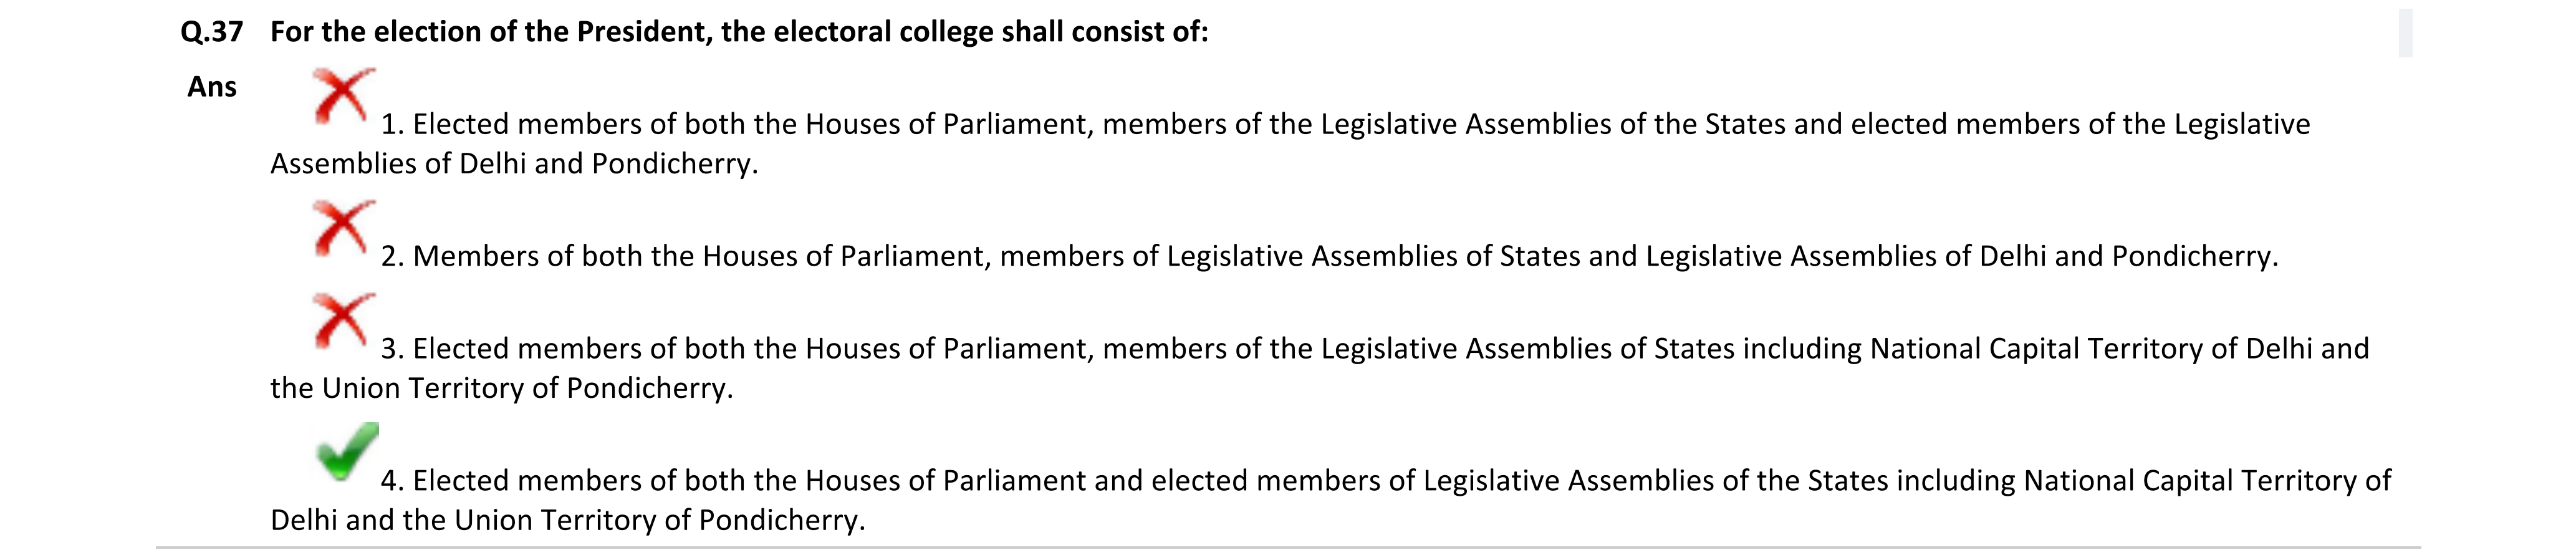 Q.37 For the election of the President, the electoral college shall consist of:
Ans
1. Elected members of both the Houses of Parliament, members of the Legislative Assemblies of the States and elected members of the Legislative
Assemblies of Delhi and Pondicherry.
2. Members of both the Houses of Parliament, members of Legislative Assemblies of States and Legislative Assemblies of Delhi and Pondicherry.
3. Elected members of both the Houses of Parliament, members of the Legislative Assemblies of States including National Capital Territory of Delhi and
the Union Territory of Pondicherry.
4. Elected members of both the Houses of Parliament and elected members of Legislative Assemblies of the States including National Capital Territory of
Delhi and the Union Territory of Pondicherry.